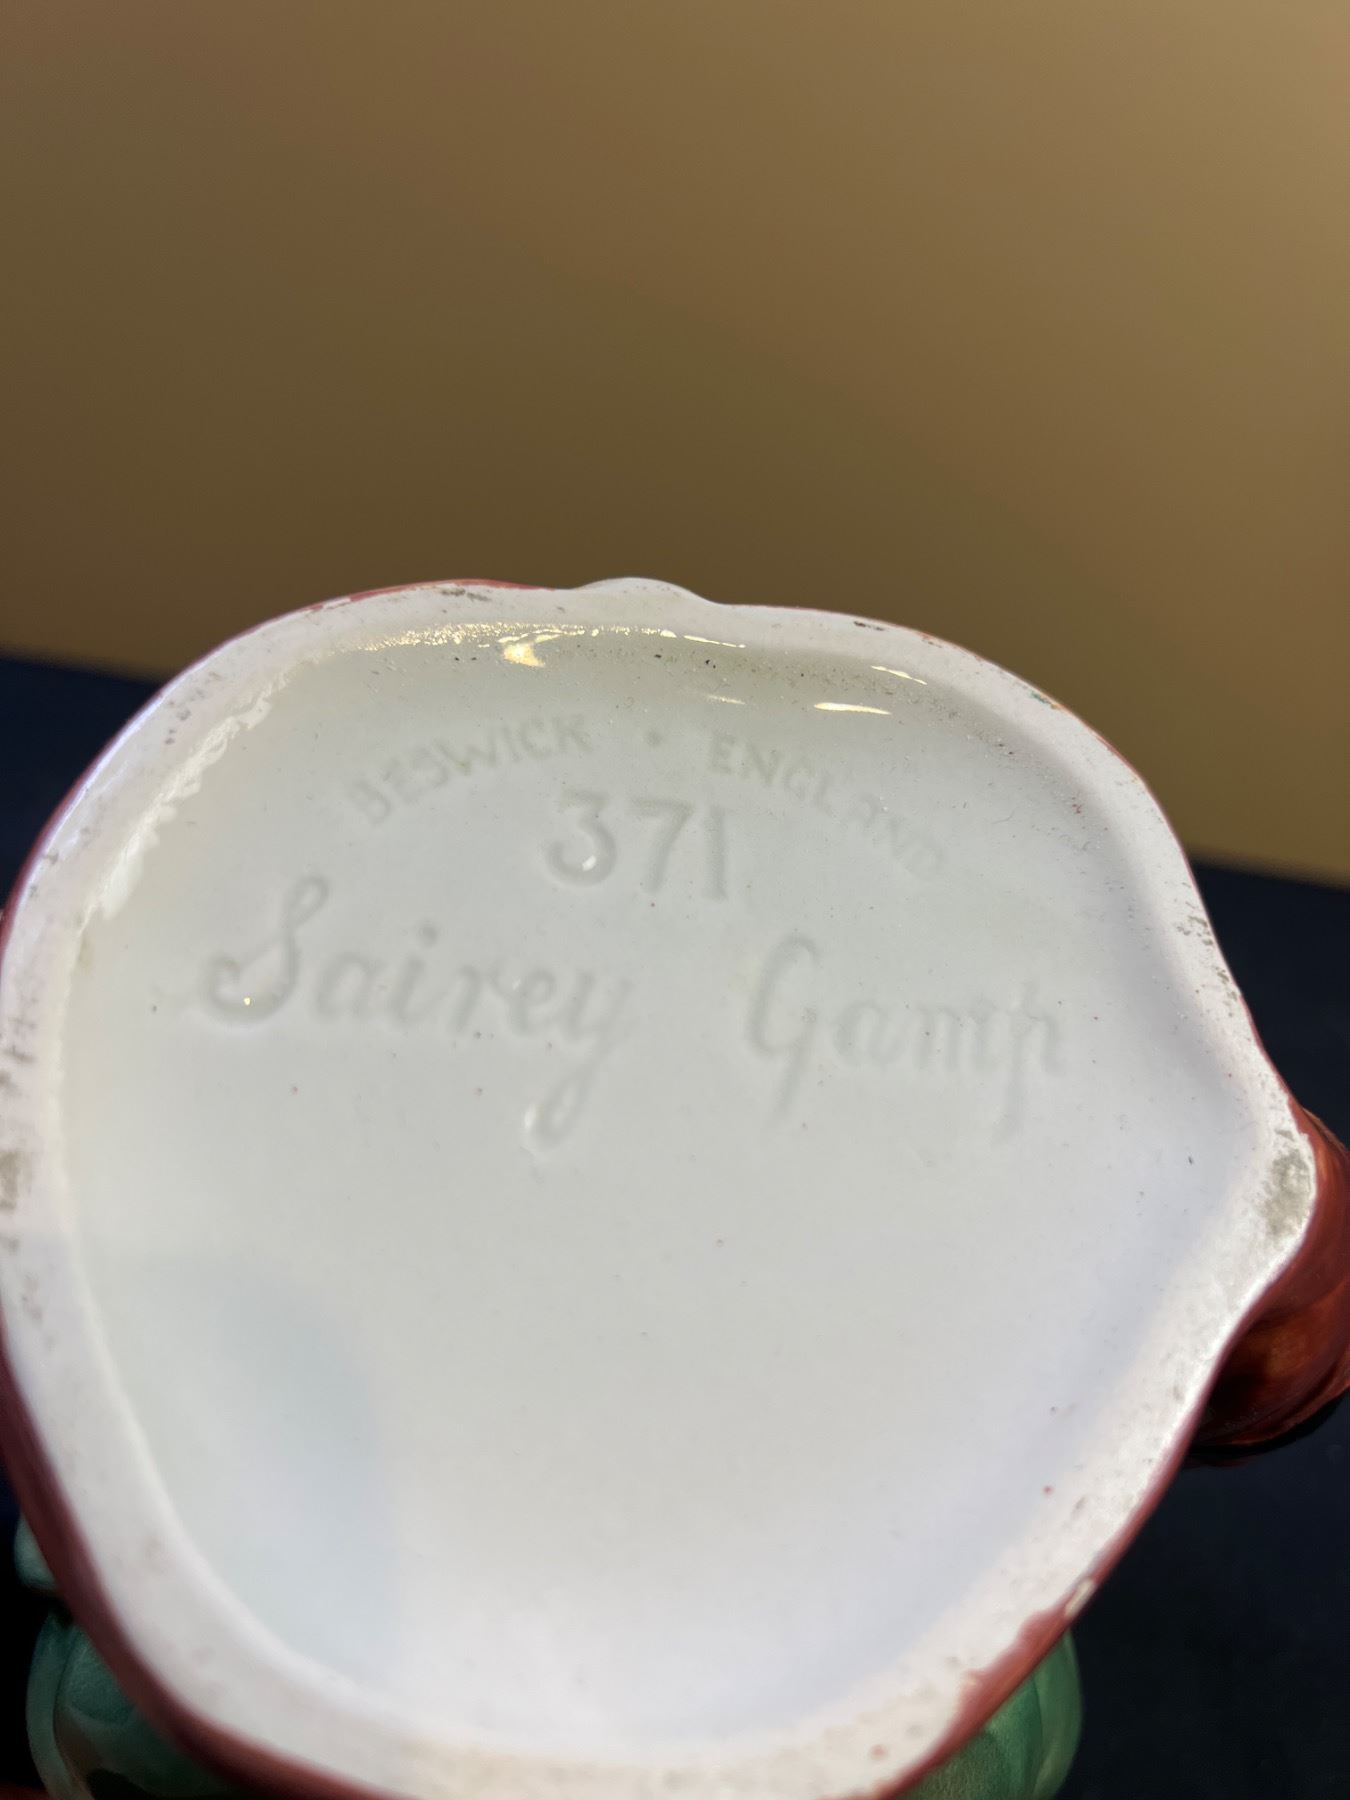 BESWICK • ENGLAND
371
Sairey Gamp